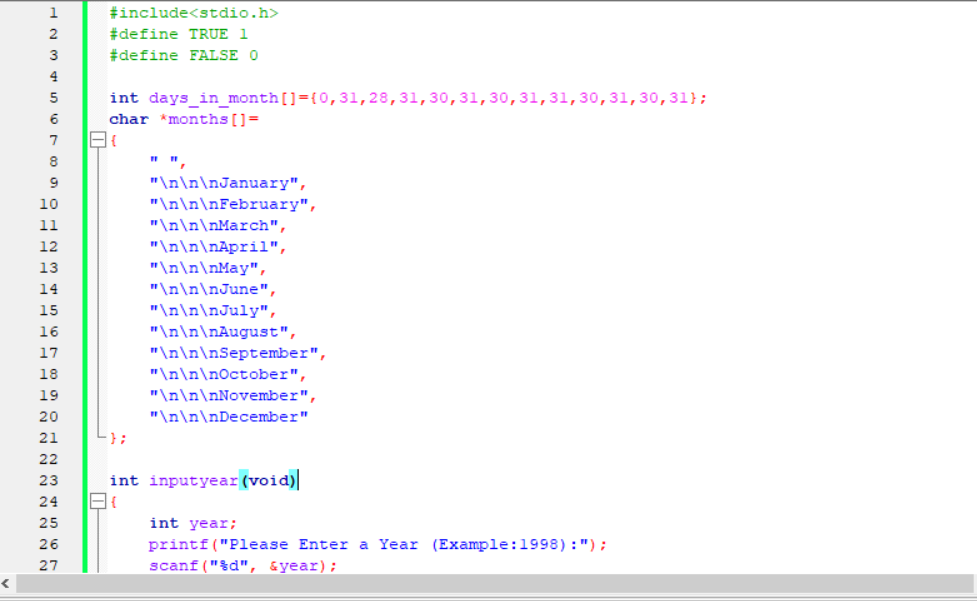 1 #include<stdio.h>
2 #define TRUE 1
3 #define FALSE 0
4
5 int days_in_month[]={0,31,28,31,30,31,30,31,31,30,31,30,31};
6 char *months[]=
7 {
8 " ",
9 "\n\n\nJanuary",
10 "\n\n\nFebruary",
11 "\n\n\nMarch",
12 "\n\n\nApril",
13 "\n\n\nMay",
14 "\n\n\nJune",
15 "\n\n\nJuly",
16 "\n\n\nAugust",
17 "\n\n\nSeptember",
18 "\n\n\nOctober",
19 "\n\n\nNovember",
20 "\n\n\nDecember"
21 };
22
23 int inputyear(void)
24 {
25 int year;
26 printf("Please Enter a Year (Example:1998):");
27 scanf("%d", &year);